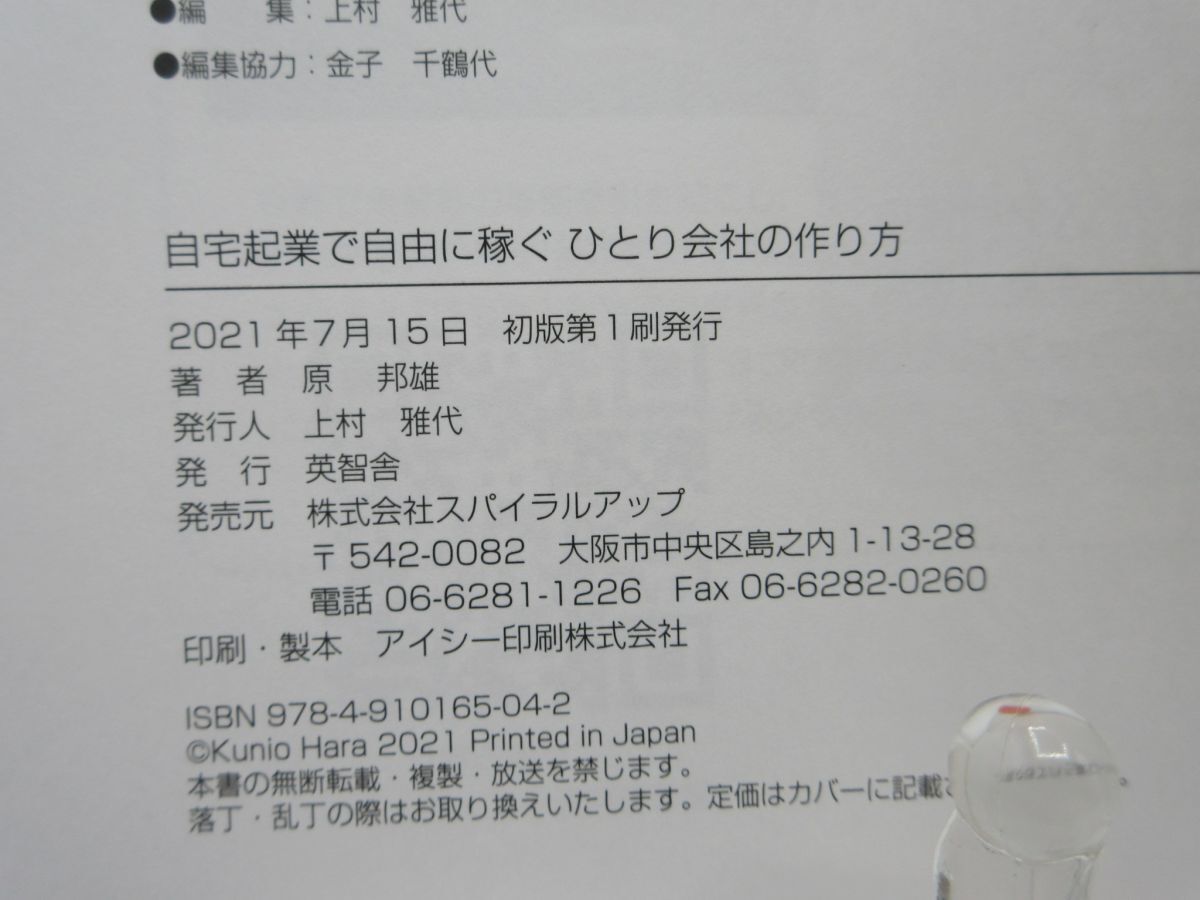 ●編　集：上村　雅代
●編集協力：金子　千鶴代
自宅起業で自由に稼ぐ ひとり会社の作り方
2021年7月15日　初版第1刷発行
著　者　原　邦雄
発行人　上村　雅代
発　行　英智舎
発売元　株式会社スパイラルアップ
〒542-0082　大阪市中央区島之内1-13-28
電話 06-6281-1226　Fax 06-6282-0260
印刷・製本　アイシー印刷株式会社
ISBN 978-4-910165-04-2
©Kunio Hara 2021 Printed in Japan
本書の無断転載・複製・放送を禁じます。
落丁・乱丁の際はお取り換えいたします。定価はカバーに記載